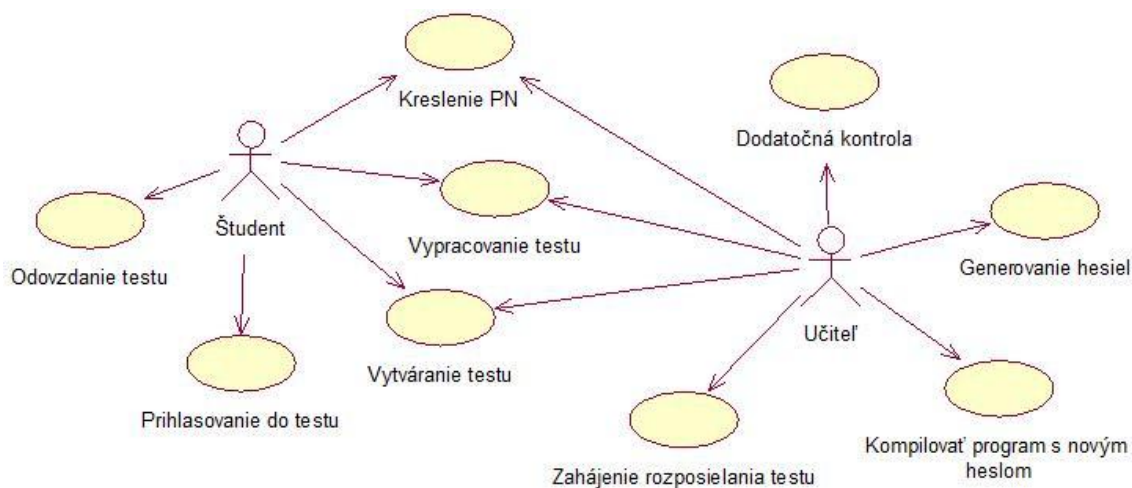 Kreslenie PN
Dodatočná kontrola
Študent
Vypracovanie testu
Odovzdanie testu
Generovanie hesiel
Učiteľ
Vytváranie testu
Prihlasovanie do testu
Zahájenie rozposielania testu
Kompilovať program s novým
heslom